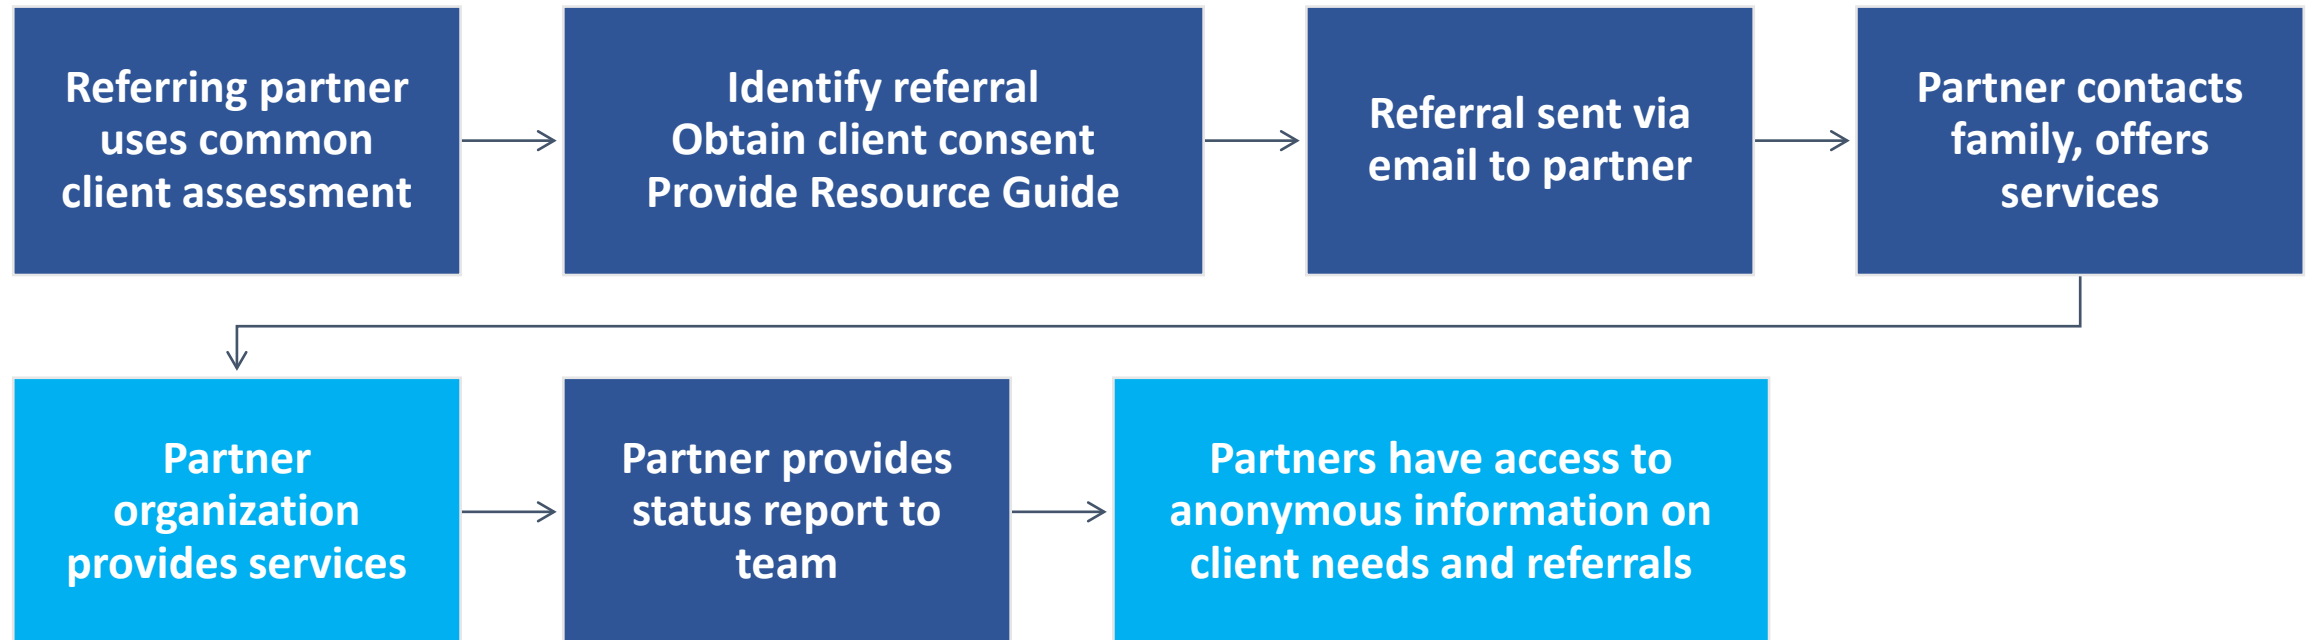 Referring partner
uses common
client assessment
Identify referral
Obtain client consent
Provide Resource Guide
Referral sent via
email to partner
Partner contacts
family, offers
services
Partner
organization
provides services
Partner provides
status report to
team
Partners have access to
anonymous information on
client needs and referrals